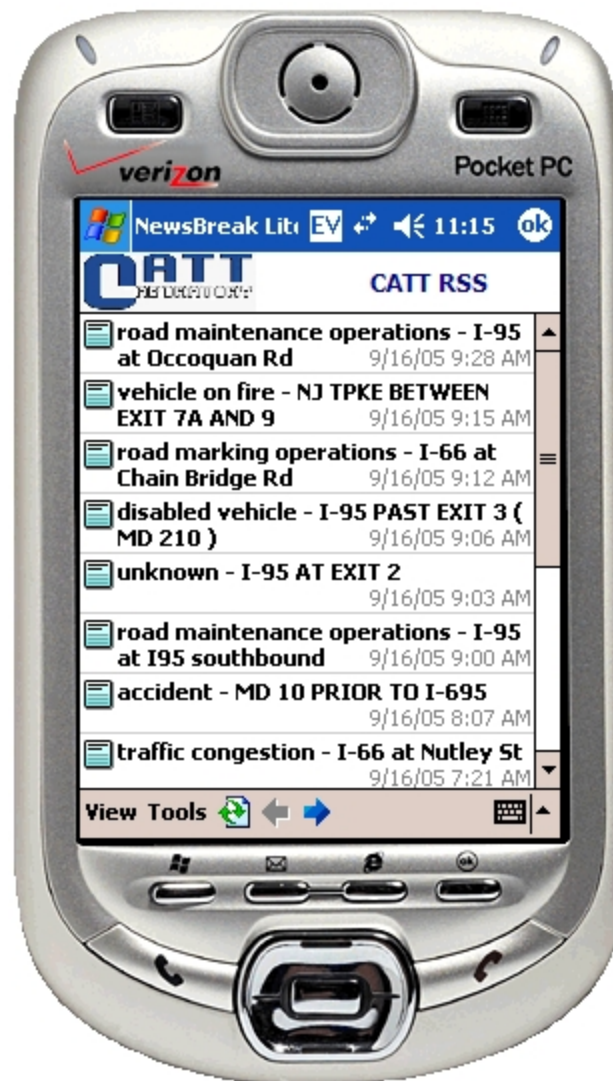 verizon
Pocket PC
NewsBreak Lit
EV
11:15
ok
CATT
LABORATORY
CATT RSS
road maintenance operations - I-95
at Occoquan Rd 9/16/05 9:28 AM
vehicle on fire - NJ TPKE BETWEEN
EXIT 7A AND 9 9/16/05 9:15 AM
road marking operations - I-66 at
Chain Bridge Rd 9/16/05 9:12 AM
disabled vehicle - I-95 PAST EXIT 3 (
MD 210 ) 9/16/05 9:06 AM
unknown - I-95 AT EXIT 2
9/16/05 9:03 AM
road maintenance operations - I-95
at I95 southbound 9/16/05 9:00 AM
accident - MD 10 PRIOR TO I-695
9/16/05 8:07 AM
traffic congestion - I-66 at Nutley St
9/16/05 7:21 AM
View Tools
ok